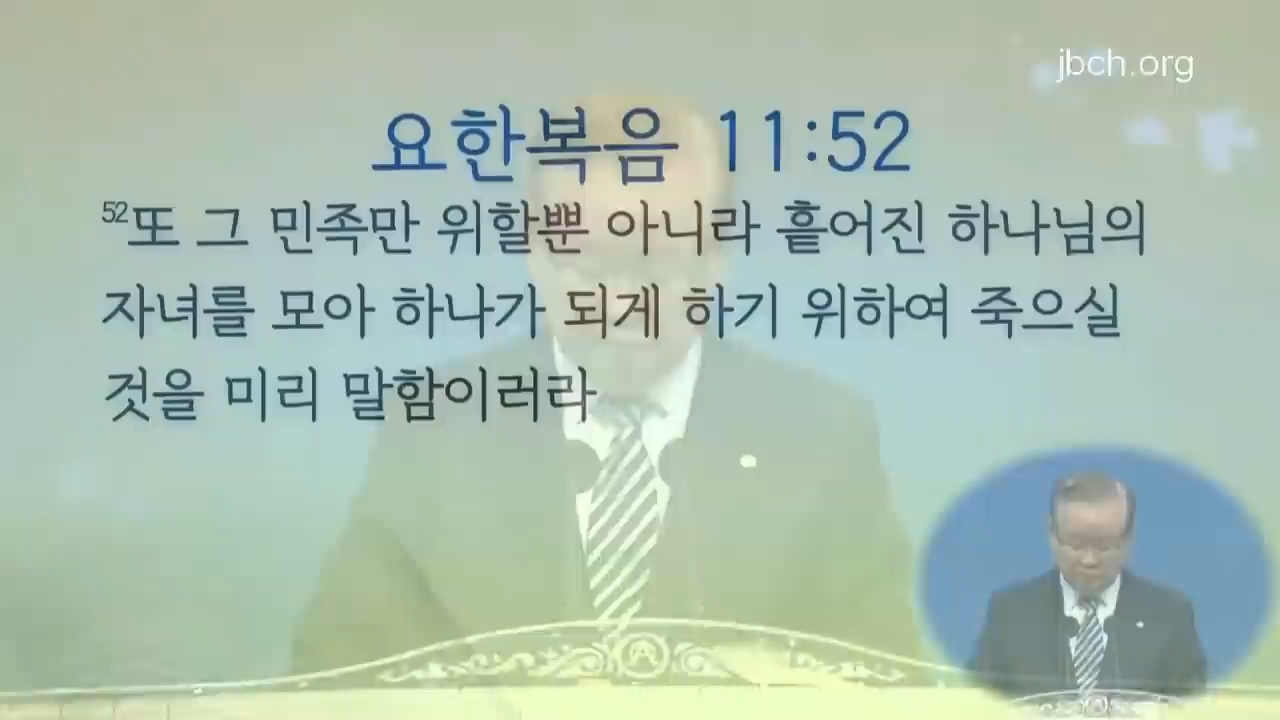 jbch.org
요한복음 11:52
52또 그 민족만 위할뿐 아니라 흩어진 하나님의
자녀를 모아 하나가 되게 하기 위하여 죽으실
것을 미리 말함이러라